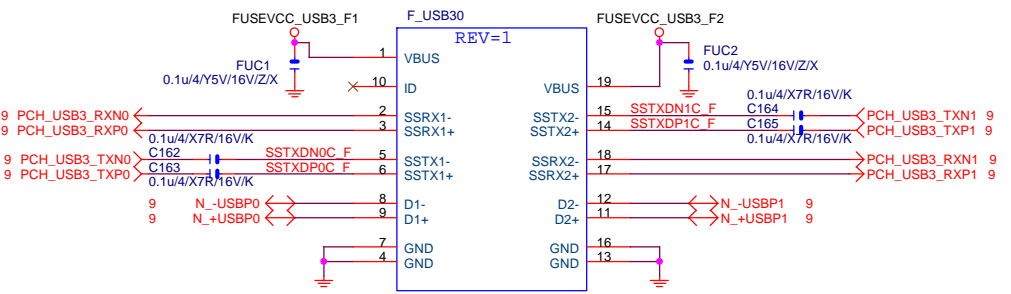 FUSEVCC_USB3_F1 F_USB30 FUSEVCC_USB3_F2
REV=1
1 VBUS
FUC1
0.1u/4/Y5V/16V/Z/X
FUC2
0.1u/4/Y5V/16V/Z/X
10 ID
VBUS 19
0.1u/4/X7R/16V/K
9 PCH_USB3_RXN0 2 SSRX1- SSTX2- 15 SSTXDN1C_F C164 PCH_USB3_TXN1 9
9 PCH_USB3_RXP0 3 SSRX1+ SSTX2+ 14 SSTXDP1C_F C165 PCH_USB3_TXP1 9
0.1u/4/X7R/16V/K 0.1u/4/X7R/16V/K
9 PCH_USB3_TXN0 C162 SSTXDN0C_F 5 SSTX1- SSRX2- 18 PCH_USB3_RXN1 9
9 PCH_USB3_TXP0 C163 SSTXDP0C_F 6 SSTX1+ SSRX2+ 17 PCH_USB3_RXP1 9
0.1u/4/X7R/16V/K
9 N_-USBP0 8 D1- D2- 12 N_-USBP1 9
9 N_+USBP0 9 D1+ D2+ 11 N_+USBP1 9
7 GND GND 16
4 GND GND 13